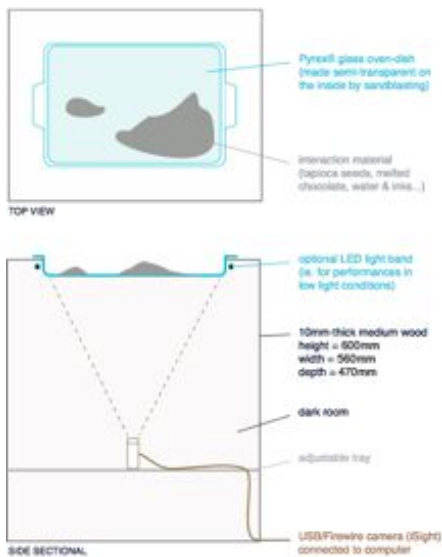 Pyrex® glass oven-dish
(made semi-transparent on
the inside by sandblasting)
interaction material
(tapioca seeds, melted
chocolate, water & inks...)
TOP VIEW
optional LED light band
(ie. for performances in
low light conditions)
10mm-thick medium wood
height = 600mm
width = 560mm
depth = 470mm
dark room
adjustable tray
USB/Firewire camera (iSight)
connected to computer
SIDE SECTIONAL